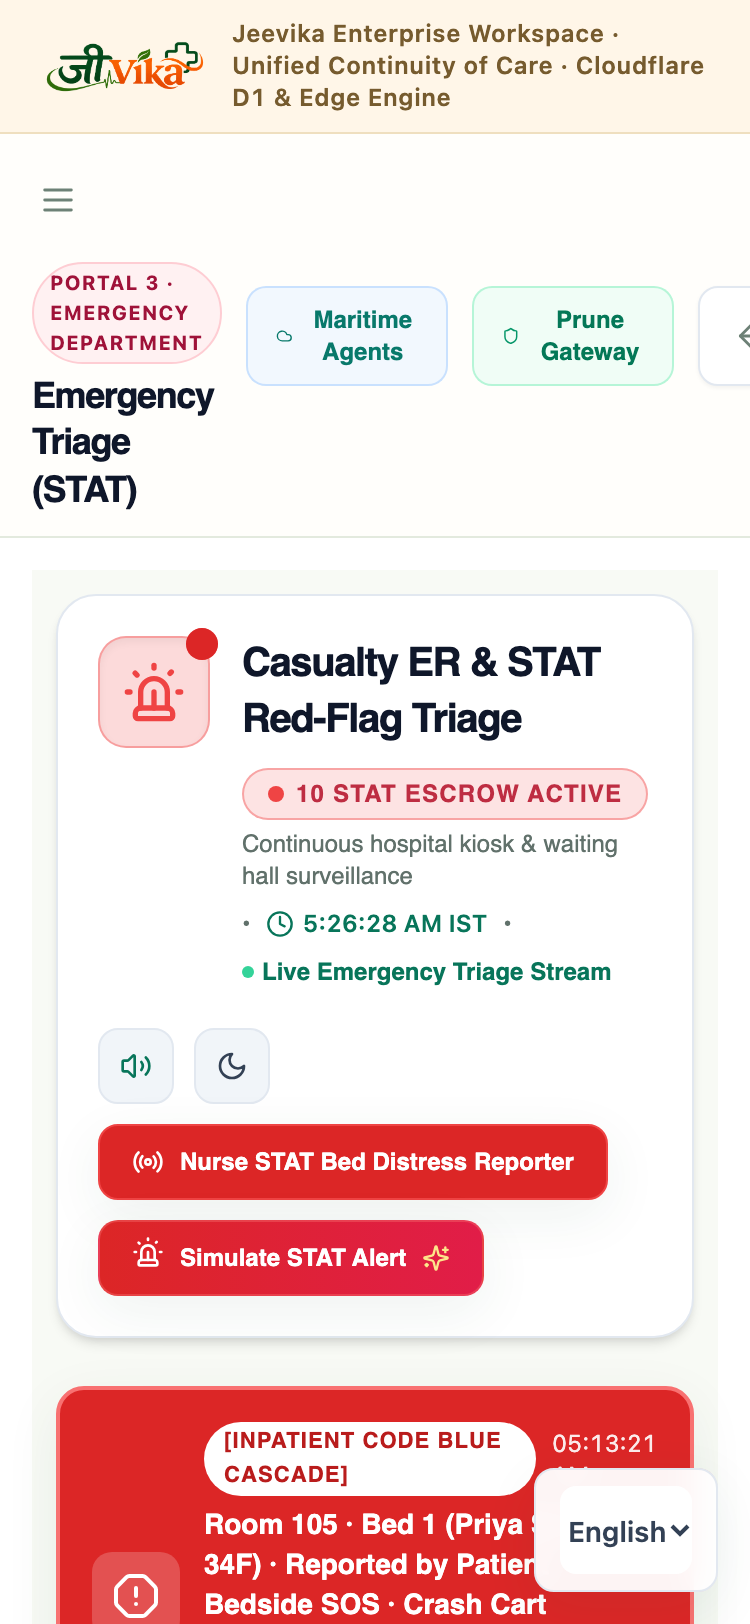 जीvika
Jeevika Enterprise Workspace ·
Unified Continuity of Care · Cloudflare
D1 & Edge Engine
PORTAL 3 ·
EMERGENCY
DEPARTMENT
Emergency
Triage
(STAT)
Maritime
Agents
Prune
Gateway
Casualty ER & STAT
Red-Flag Triage
10 STAT ESCROW ACTIVE
Continuous hospital kiosk & waiting
hall surveillance
· 5:26:28 AM IST ·
Live Emergency Triage Stream
Nurse STAT Bed Distress Reporter
Simulate STAT Alert
[INPATIENT CODE BLUE
CASCADE]
05:13:21
Room 105 · Bed 1 (Priya
34F) · Reported by
Bedside SOS · Crash Cart
English